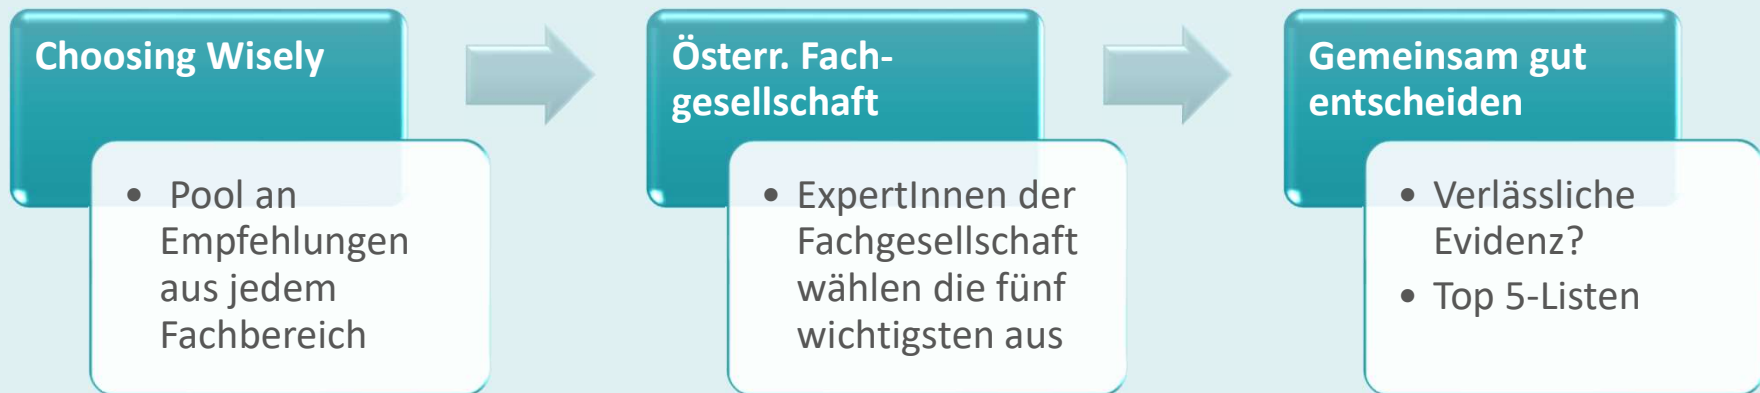 Choosing Wisely
• Pool an
Empfehlungen
aus jedem
Fachbereich
Österr. Fach-
gesellschaft
• ExpertInnen der
Fachgesellschaft
wählen die fünf
wichtigsten aus
Gemeinsam gut
entscheiden
• Verlässliche
Evidenz?
• Top 5-Listen